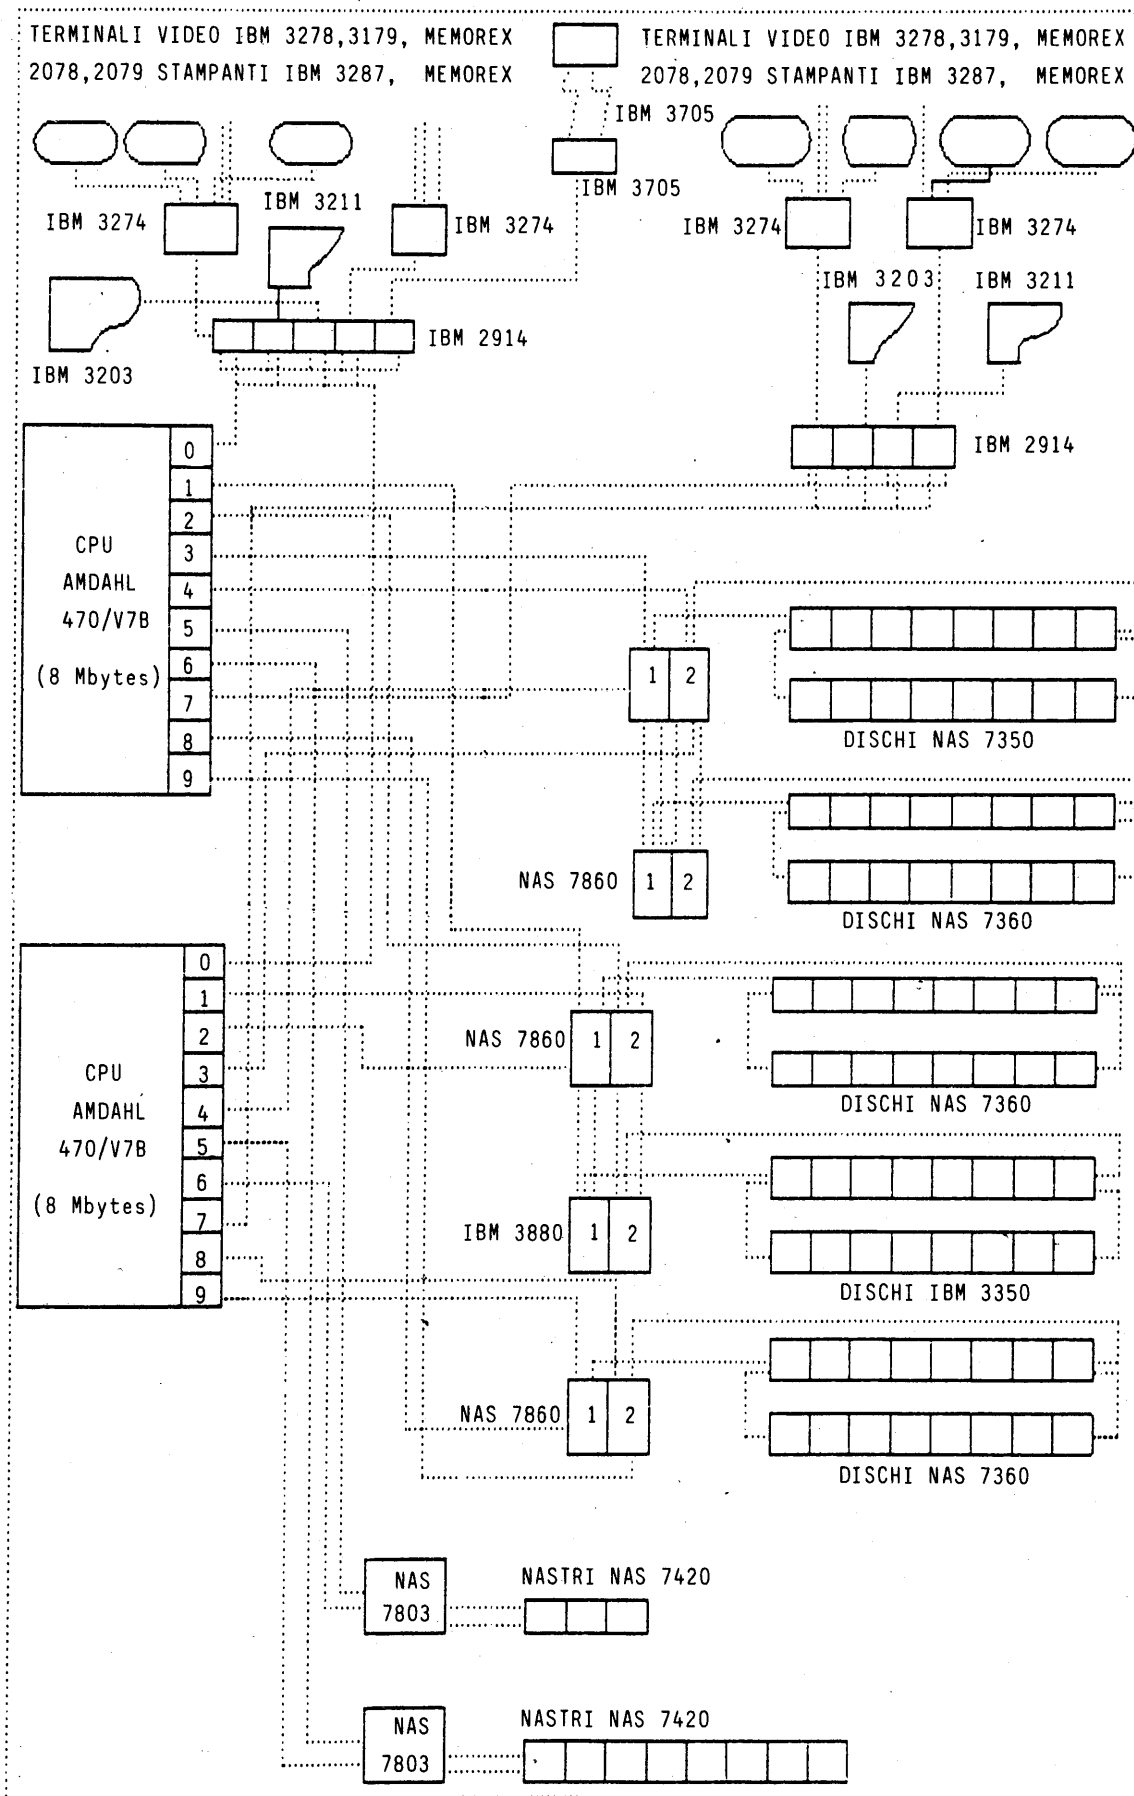 TERMINALI VIDEO IBM 3278,3179, MEMOREX
2078,2079 STAMPANTI IBM 3287, MEMOREX
TERMINALI VIDEO IBM 3278,3179, MEMOREX
2078,2079 STAMPANTI IBM 3287, MEMOREX
IBM 3705
IBM 3705
IBM 3274
IBM 3211
IBM 3274
IBM 3274
IBM 3274
IBM 3203
IBM 3211
IBM 3203
IBM 2914
IBM 2914
CPU
AMDAHL
470/V7B
(8 Mbytes)
0
1
2
3
4
5
6
7
8
9
1 2
DISCHI NAS 7350
NAS 7860
1 2
DISCHI NAS 7360
CPU
AMDAHL
470/V7B
(8 Mbytes)
0
1
2
3
4
5
6
7
8
9
NAS 7860
1 2
DISCHI NAS 7360
IBM 3880
1 2
DISCHI IBM 3350
NAS 7860
1 2
DISCHI NAS 7360
NAS
7803
NASTRI NAS 7420
NAS
7803
NASTRI NAS 7420